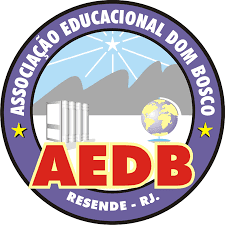 ASSOCIAÇÃO EDUCACIONAL DOM BOSCO
AEDB
RESENDE - RJ.